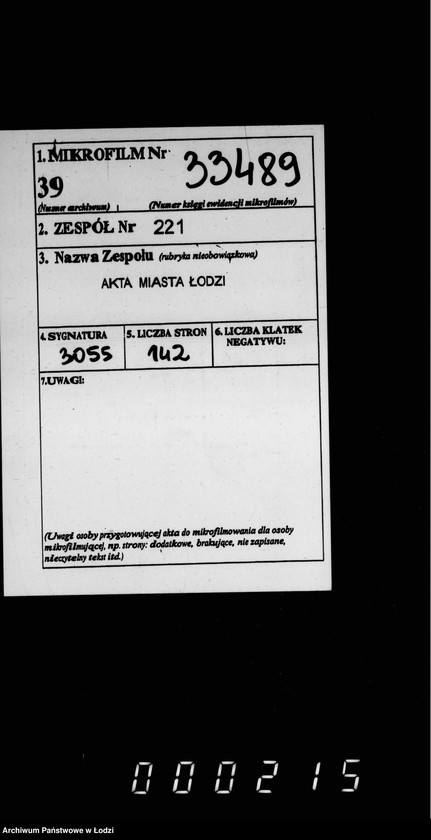 1. MIKROFILM Nr 33489
39
(Numer archiwum) (Numer księgi ewidencji mikrofilmów)
2. ZESPÓŁ Nr 221
3. Nazwa Zespołu (rubryka nieobowiązkowa)
AKTA MIASTA ŁODZI
4. SYGNATURA 5. LICZBA STRON 6. LICZBA KLATEK
NEGATYWU:
3055 142
7. UWAGI:
(Uwagi osoby przygotowującej akta do mikrofilmowania dla osoby
mikrofilmującej, np. strony: dodatkowe, brakujące, nie zapisane,
nieczytelny tekst itd.)
000215
Archiwum Państwowe w Łodzi